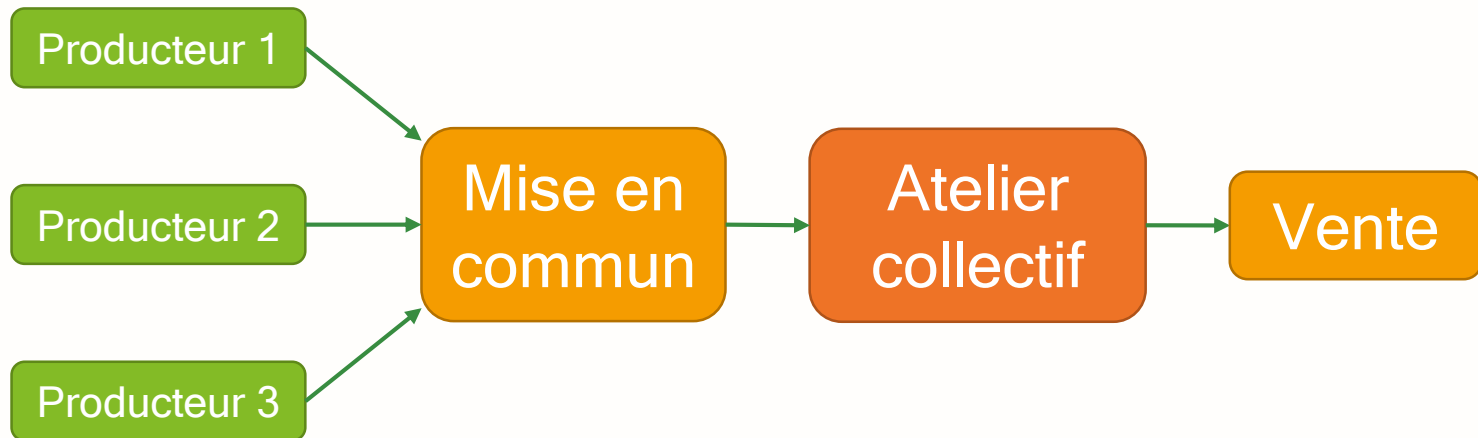 Producteur 1
Producteur 2
Producteur 3
Mise en
commun
Atelier
collectif
Vente